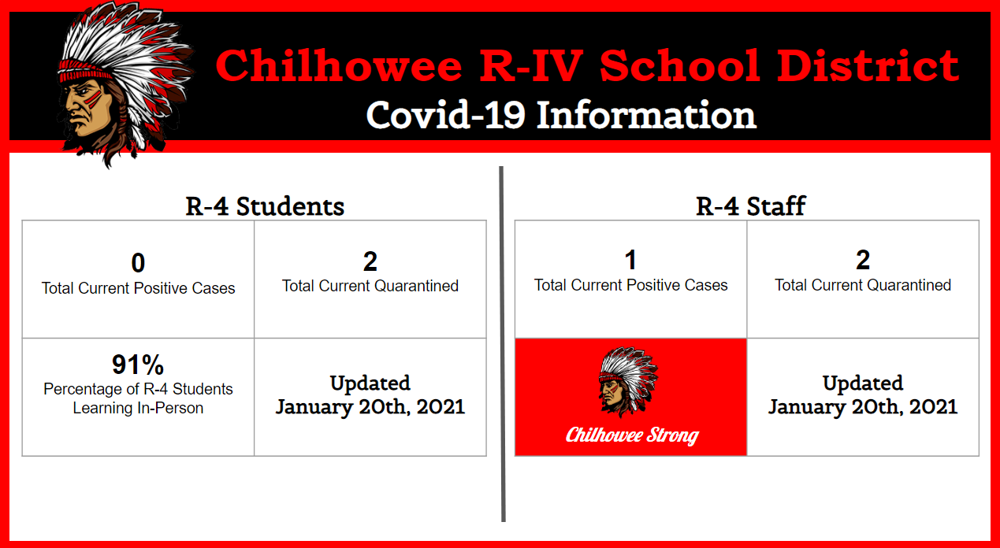 Chilhowee R-IV School District
Covid-19 Information
R-4 Students
0
Total Current Positive Cases
2
Total Current Quarantined
91%
Percentage of R-4 Students
Learning In-Person
Updated
January 20th, 2021
R-4 Staff
1
Total Current Positive Cases
2
Total Current Quarantined
Chilhowee Strong
Updated
January 20th, 2021